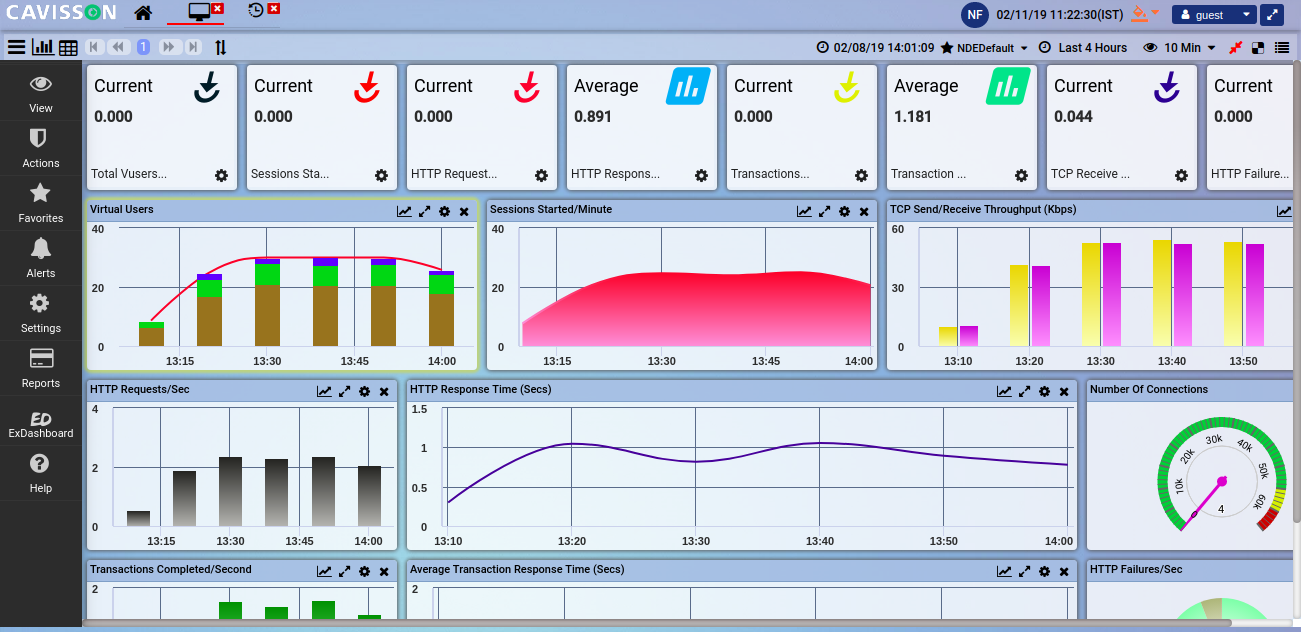 CAVISSON
NF 02/11/19 11:22:30(IST) guest
1
02/08/19 14:01:09 NDEDefault Last 4 Hours 10 Min
View
Actions
Favorites
Alerts
Settings
Reports
ED
ExDashboard
Help
Current
0.000
Total Vusers...
Current
0.000
Sessions Sta...
Current
0.000
HTTP Request...
Average
0.891
HTTP Respons...
Current
0.000
Transactions...
Average
1.181
Transaction ...
Current
0.044
TCP Receive ...
Current
0.000
HTTP Failure...
Virtual Users
40
20
0
13:15 13:30 13:45 14:00
Sessions Started/Minute
40
20
0
13:15 13:30 13:45 14:00
TCP Send/Receive Throughput (Kbps)
60
30
0
13:10 13:20 13:30 13:40 13:50
HTTP Requests/Sec
4
2
0
13:15 13:30 13:45 14:00
HTTP Response Time (Secs)
1.5
1
0.5
0
13:10 13:20 13:30 13:40 13:50 14:00
Number Of Connections
10k 20k 30k 40k 50k 60k
4
Transactions Completed/Second
2
Average Transaction Response Time (Secs)
2
HTTP Failures/Sec